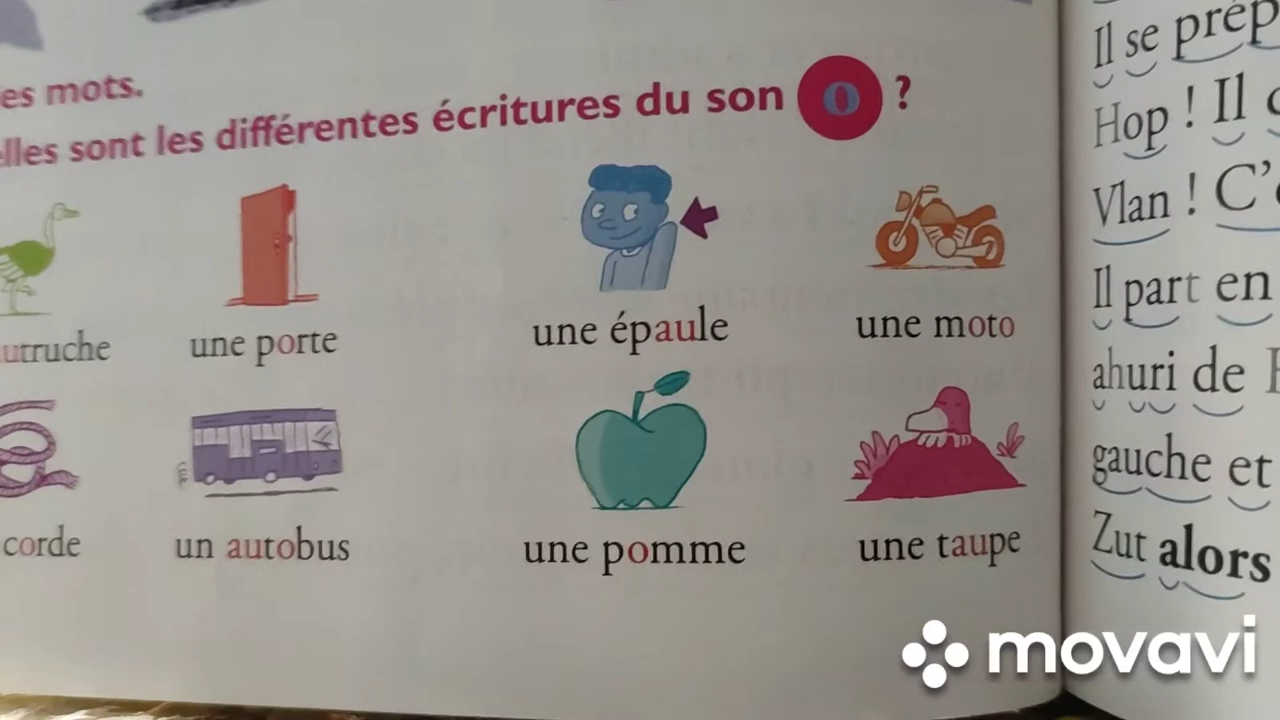 es mots.
elles sont les différentes écritures du son O ?
utruche
une porte
une épaule
une moto
corde
un autobus
une pomme
une taupe
Il se prép
Hop ! Il
Vlan ! C'
Il part en
ahuri de
gauche et
Zut alors
movavi